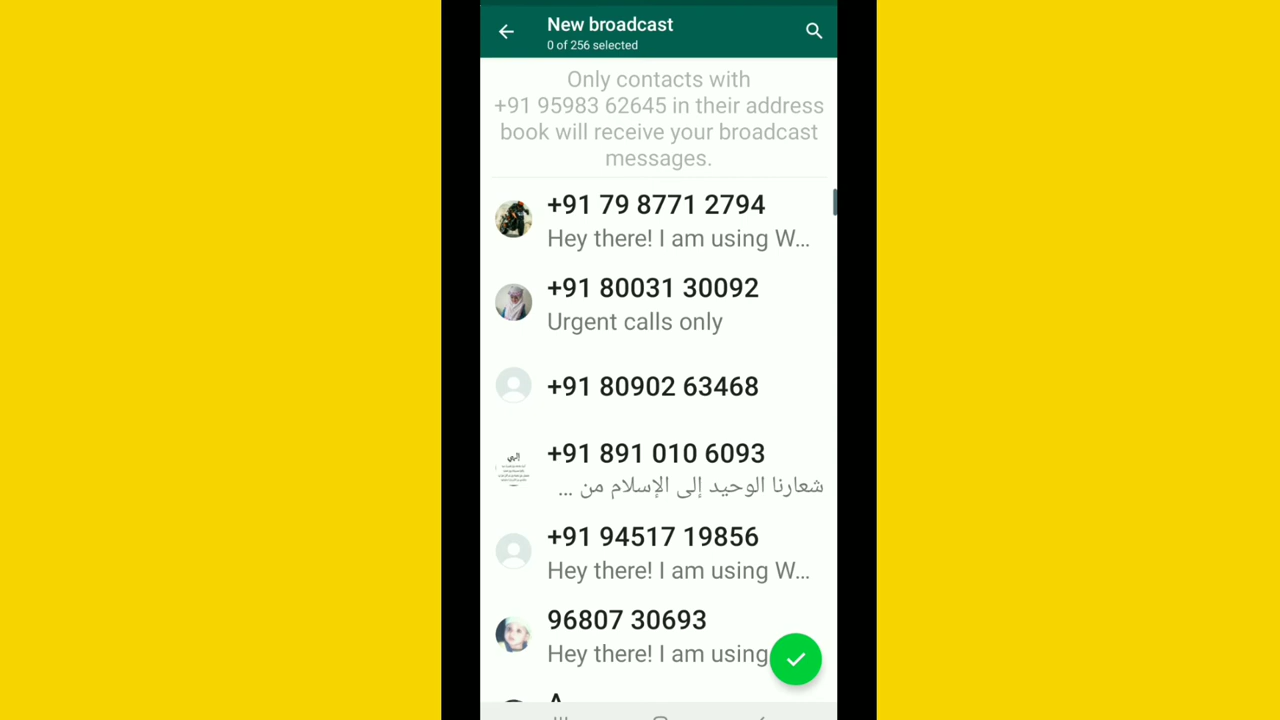 New broadcast
0 of 256 selected
Only contacts with
+91 95983 62645 in their address
book will receive your broadcast
messages.
+91 79 8771 2794
Hey there! I am using W...
+91 80031 30092
Urgent calls only
+91 80902 63468
+91 891 010 6093
شعارنا الوحيد إلى الإسلام من ...
+91 94517 19856
Hey there! I am using W...
96807 30693
Hey there! I am using